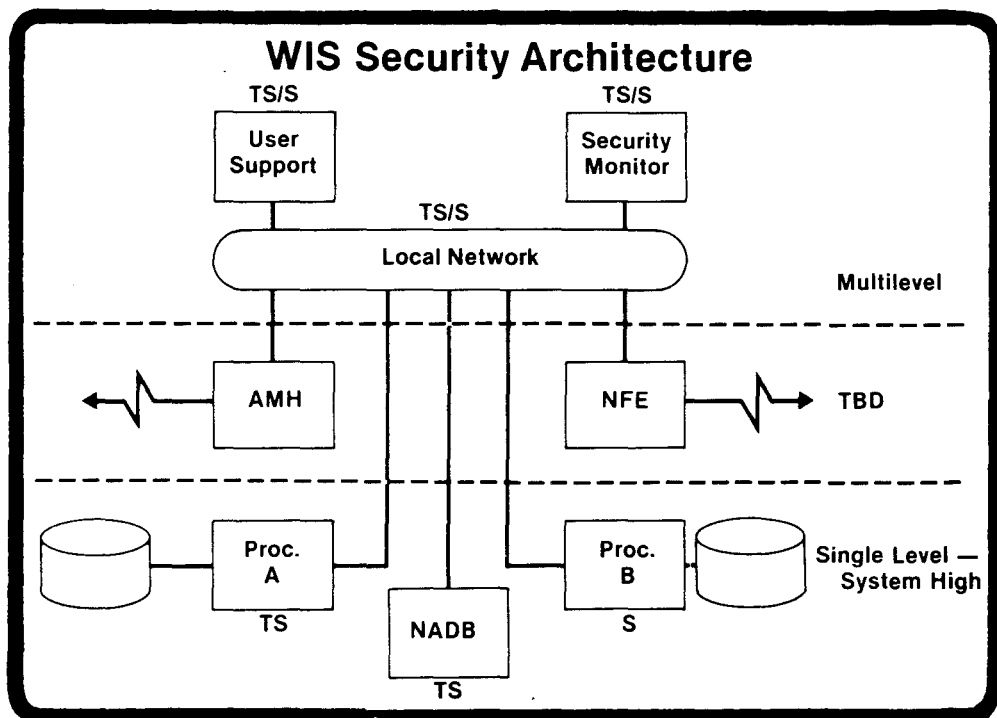 WIS Security Architecture
TS/S
User
Support
TS/S
Security
Monitor
TS/S
Local Network
Multilevel
AMH
NFE
TBD
Proc.
A
TS
NADB
TS
Proc.
B
S
Single Level —
System High